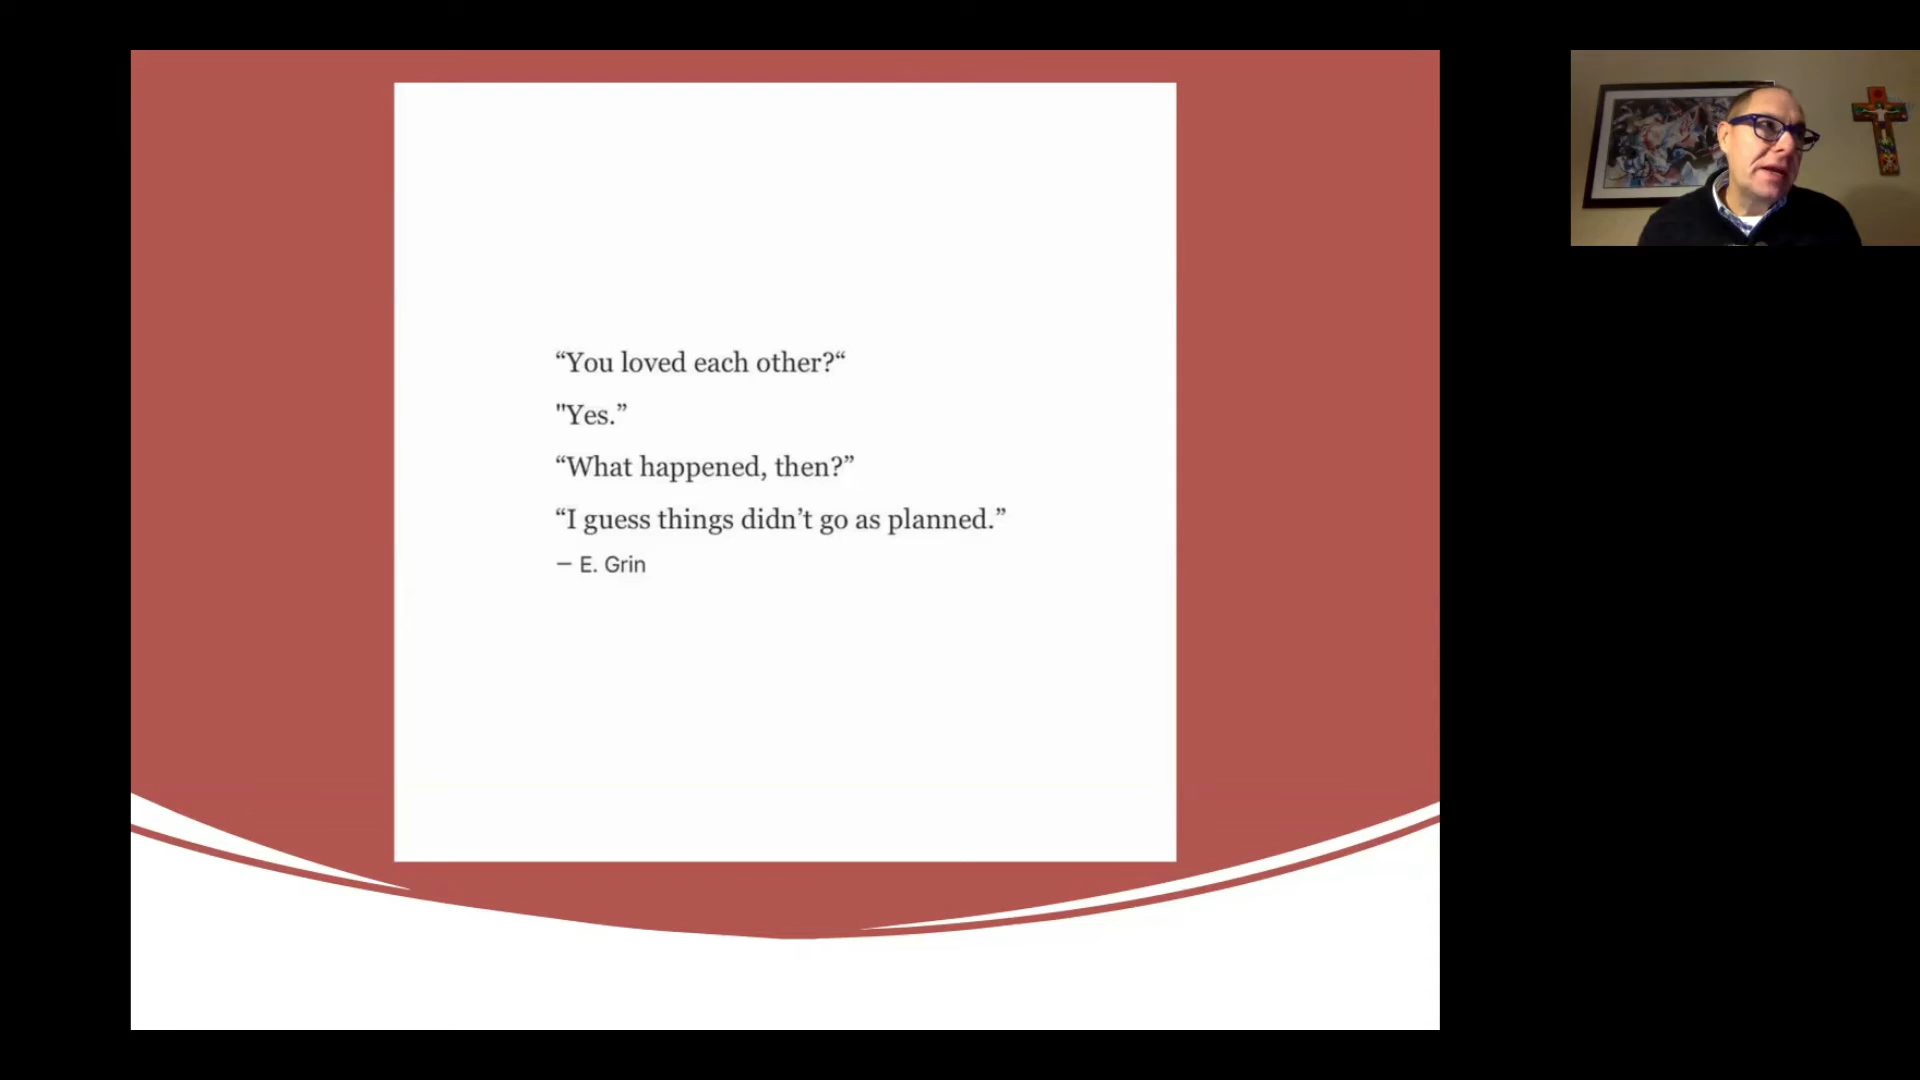 “You loved each other?“
"Yes.”
“What happened, then?”
“I guess things didn’t go as planned.”
— E. Grin